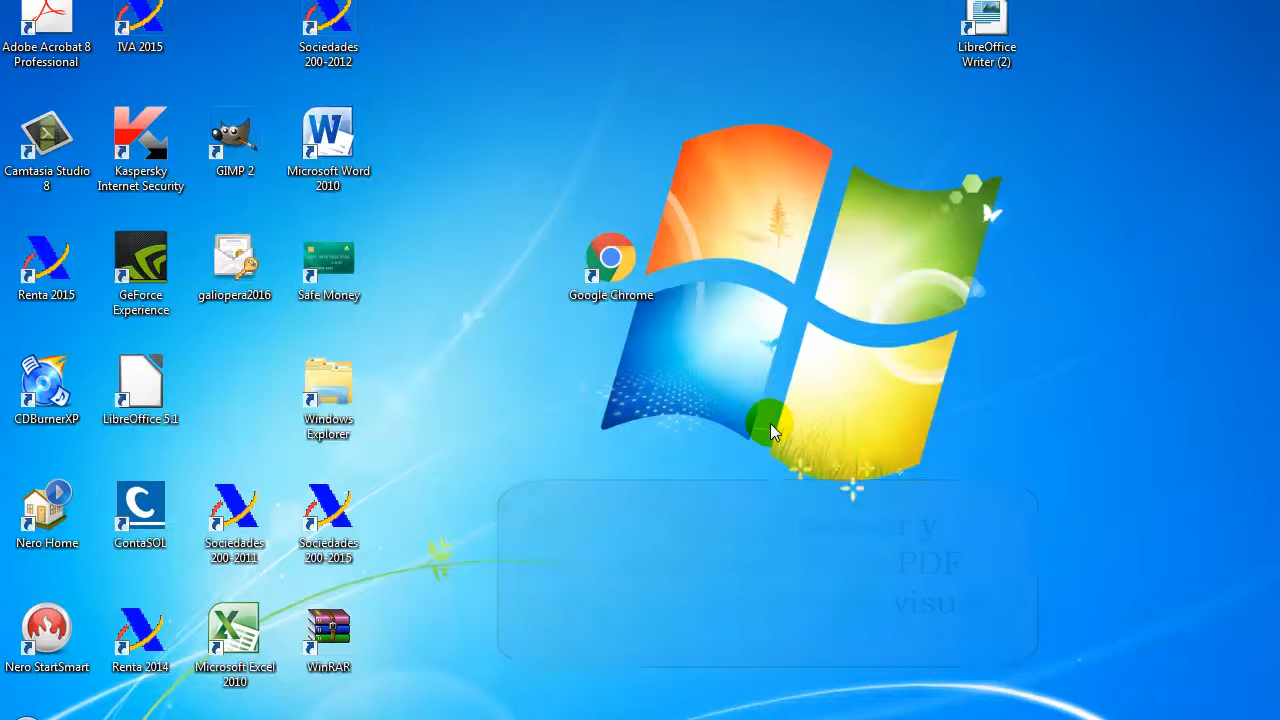 Adobe Acrobat 8
Professional
IVA 2015
Sociedades
200-2012
LibreOffice
Writer (2)
Camtasia Studio
8
Kaspersky
Internet Security
GIMP 2
Microsoft Word
2010
Renta 2015
GeForce
Experience
galiopera2016
Safe Money
Google Chrome
CDBurnerXP
LibreOffice 5.1
Windows
Explorer
Nero Home
ContaSOL
Sociedades
200-2011
Sociedades
200-2015
r y
PDF
visu
Nero StartSmart
Renta 2014
Microsoft Excel
2010
WinRAR